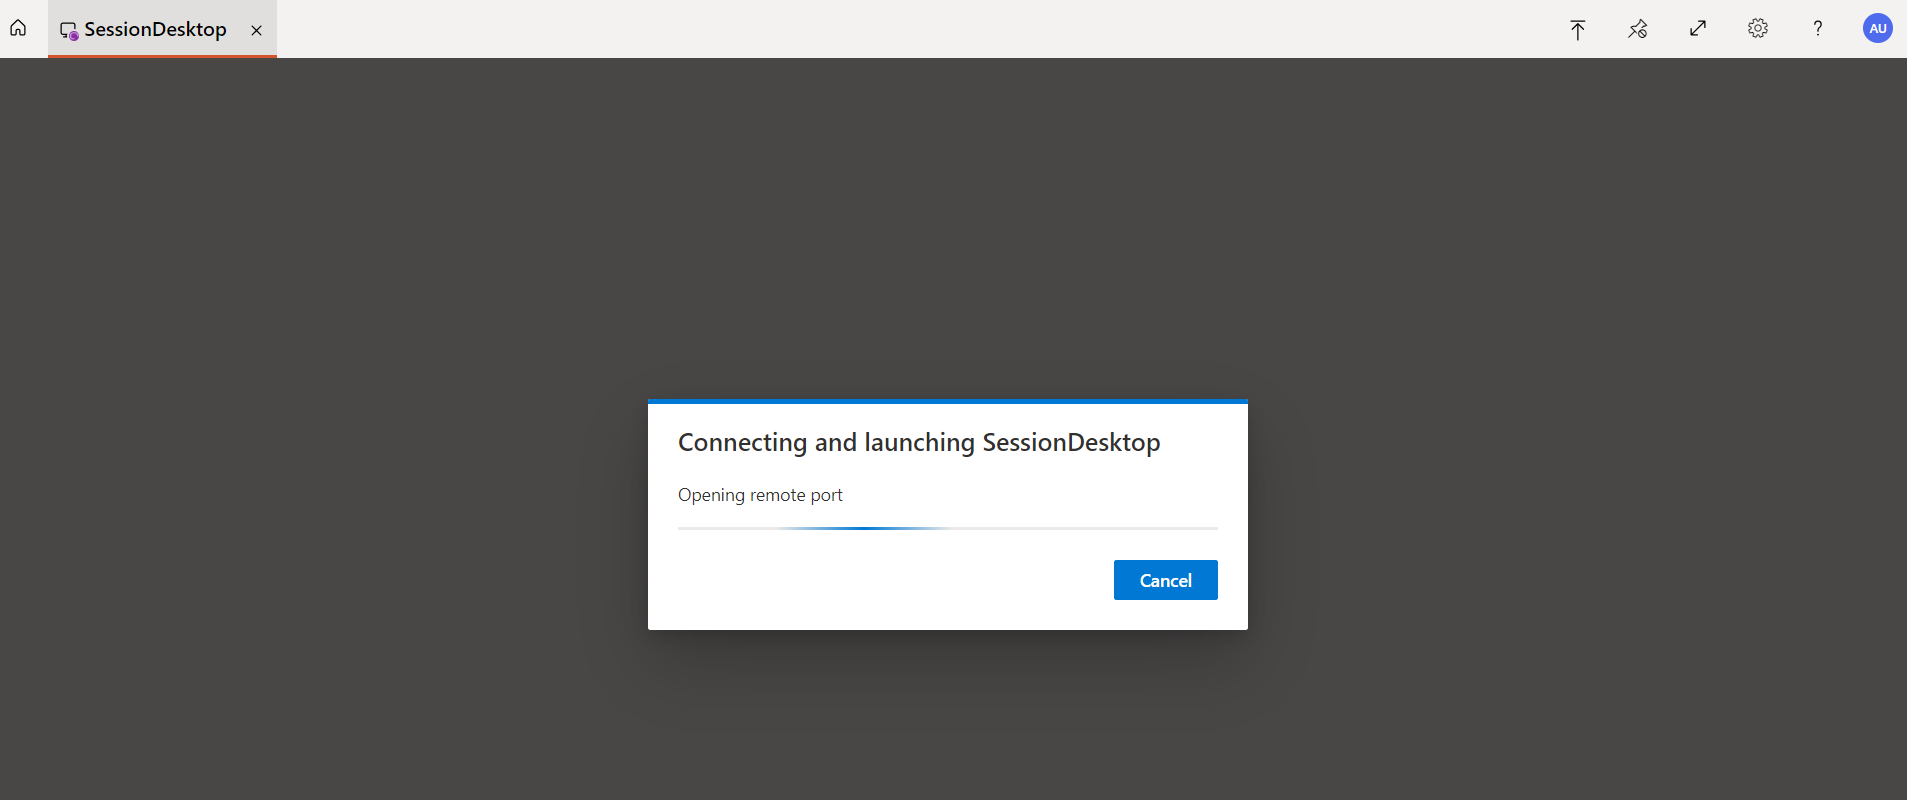 SessionDesktop
?
AU
Connecting and launching SessionDesktop
Opening remote port
Cancel